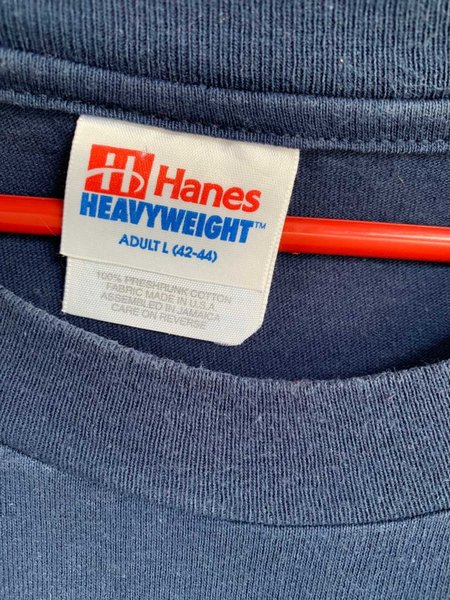 Hanes
HEAVYWEIGHT™
ADULT L (42-44)
100% PRESHRUNK COTTON
FABRIC MADE IN U.S.A.
ASSEMBLED IN JAMAICA
CARE ON REVERSE